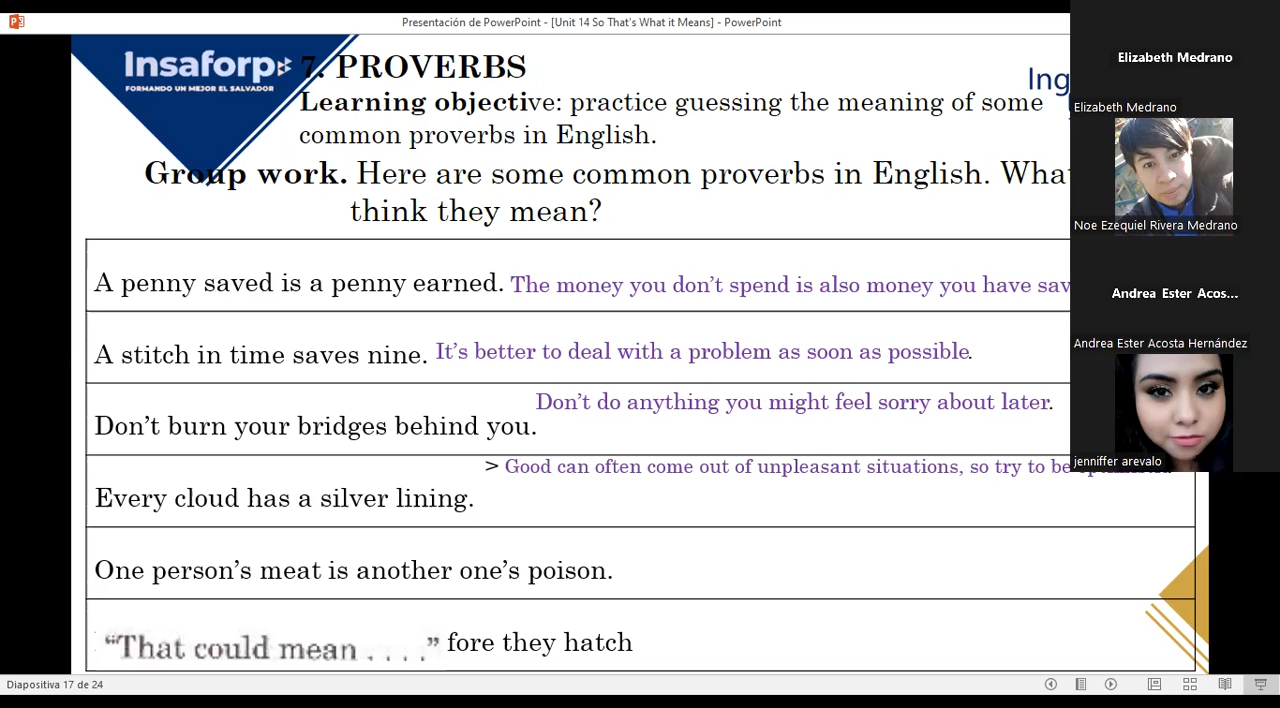 Presentación de PowerPoint - [Unit 14 So That's What it Means] - PowerPoint
Insaforp
FORMANDO UN MEJOR EL SALVADOR
7. PROVERBS
Ing
Learning objective: practice guessing the meaning of some
common proverbs in English.
Group work. Here are some common proverbs in English. What
think they mean?
A penny saved is a penny earned. The money you don't spend is also money you have sav
A stitch in time saves nine. It's better to deal with a problem as soon as possible.
Don't do anything you might feel sorry about later.
Don't burn your bridges behind you.
> Good can often come out of unpleasant situations, so try to be
Every cloud has a silver lining.
One person's meat is another one's poison.
"That could mean . . . ." fore they hatch
Diapositiva 17 de 24
Elizabeth Medrano
Elizabeth Medrano
Noe Ezequiel Rivera Medrano
Andrea Ester Acos...
Andrea Ester Acosta Hernández
jenniffer arevalo